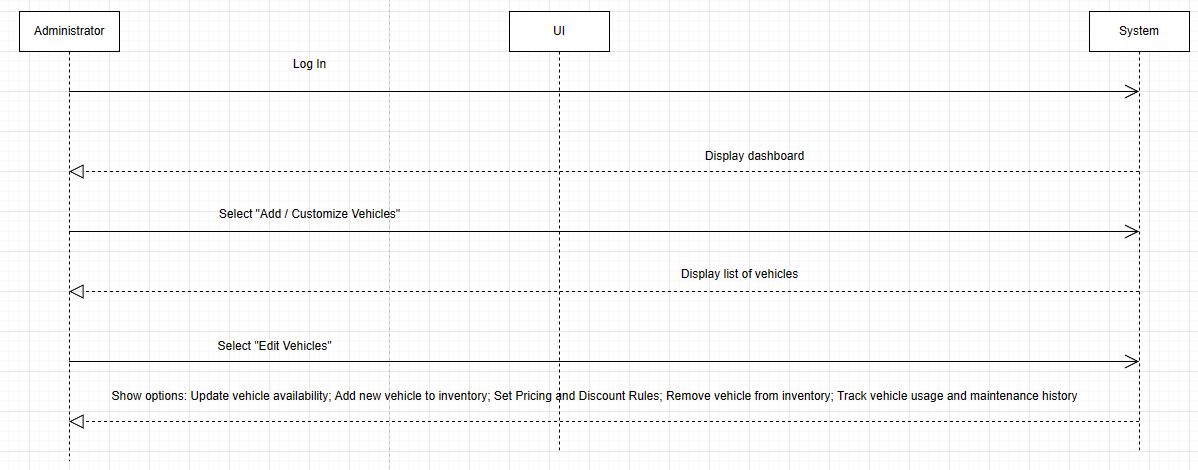 Administrator
UI
System
Log In
Display dashboard
Select "Add / Customize Vehicles"
Display list of vehicles
Select "Edit Vehicles"
Show options: Update vehicle availability; Add new vehicle to inventory; Set Pricing and Discount Rules; Remove vehicle from inventory; Track vehicle usage and maintenance history